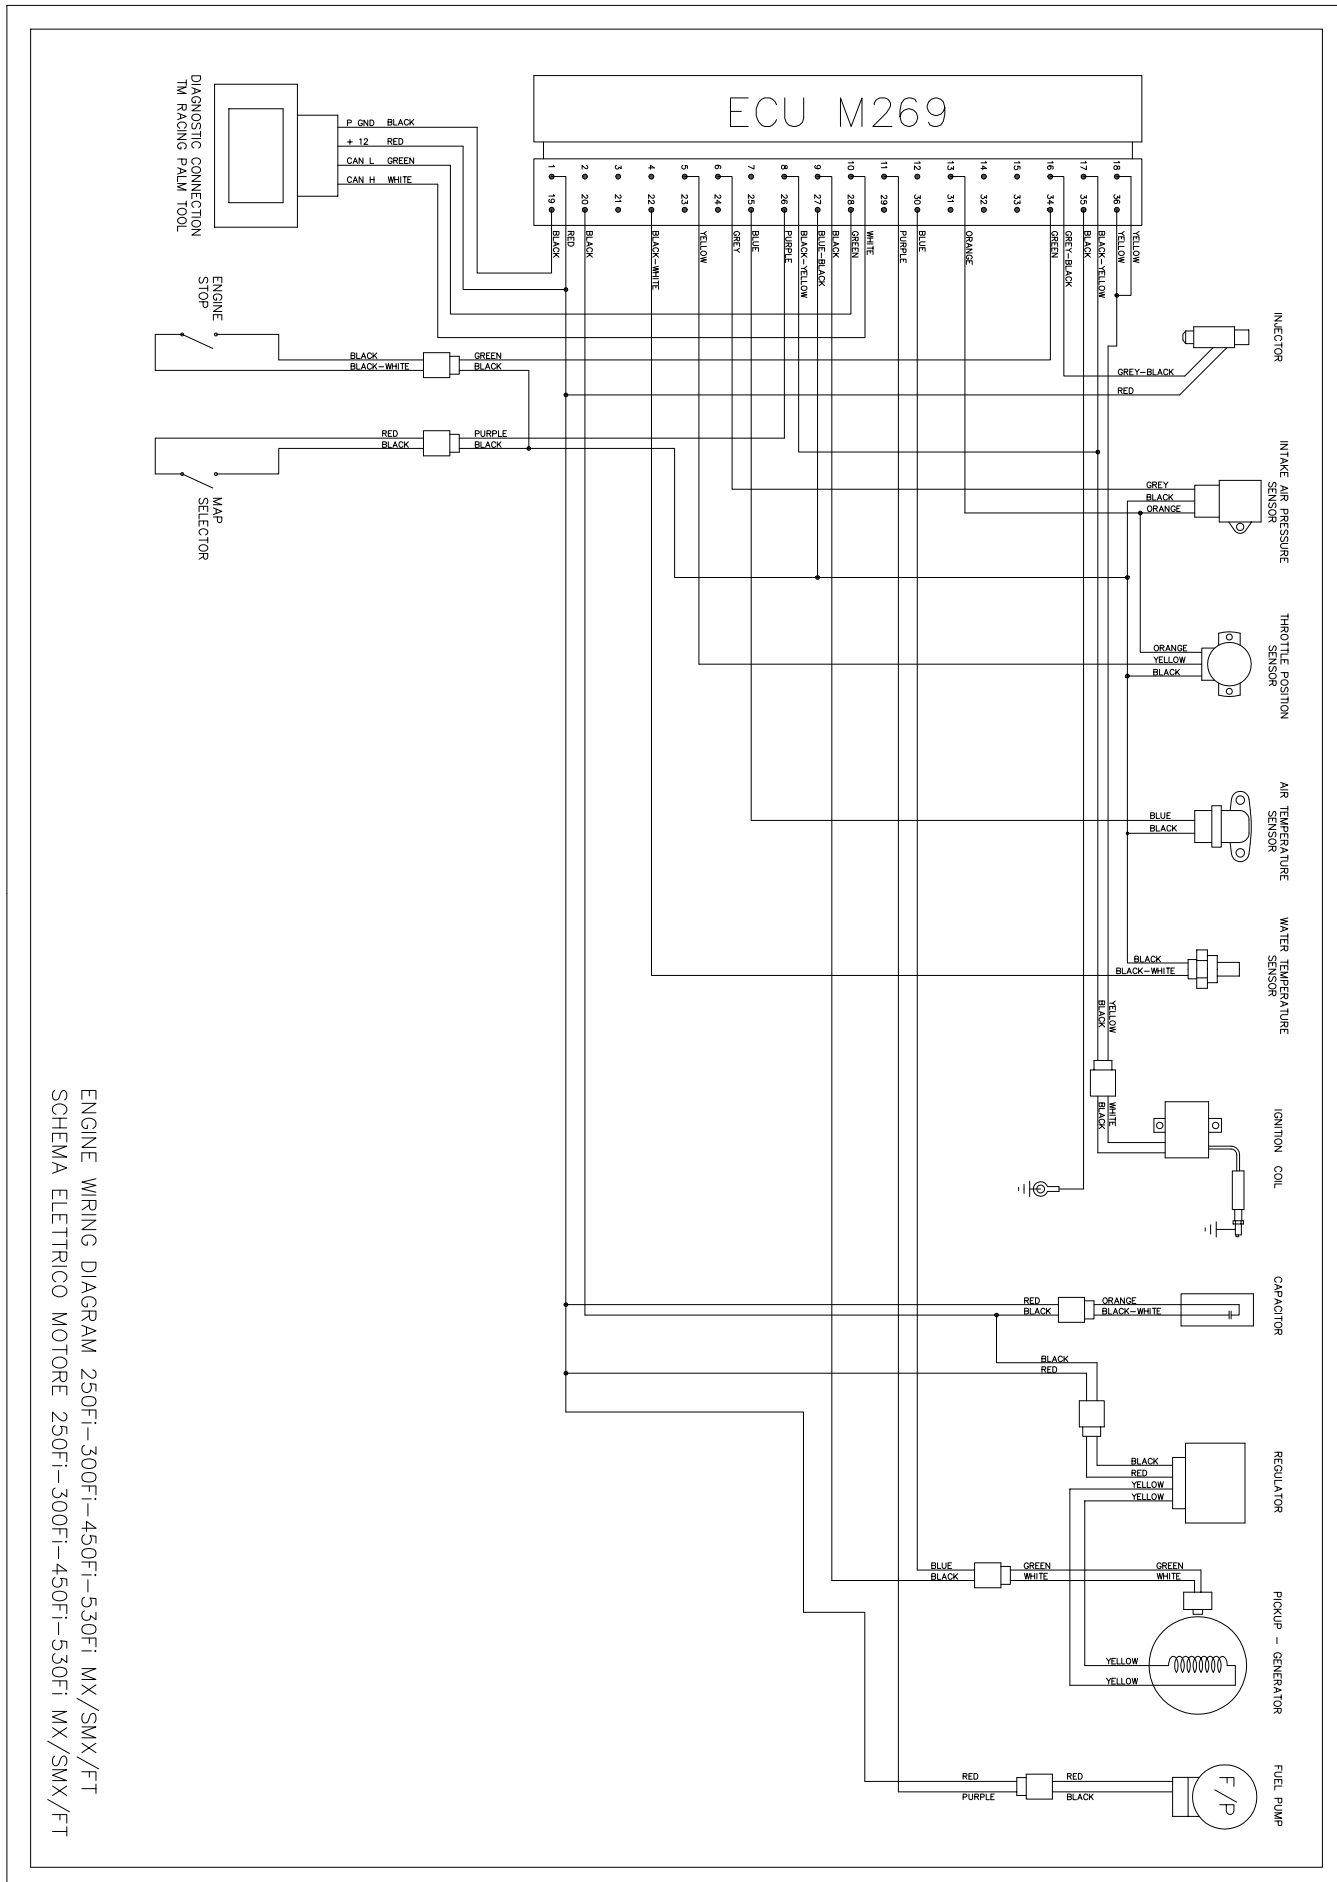 ECU M269
1 2 3 4 5 6 7 8 9 10 11 12 13 14 15 16 17 18
19 20 21 22 23 24 25 26 27 28 29 30 31 32 33 34 35 36
BLACK
RED
BLACK
BLACK-WHITE
YELLOW
GREY
BLUE
PURPLE
BLACK-YELLOW
BLUE-BLACK
BLACK
GREEN
WHITE
PURPLE
BLUE
ORANGE
GREEN
GREY-BLACK
BLACK
BLACK-YELLOW
YELLOW
YELLOW
DIAGNOSTIC CONNECTION
TM RACING PALM TOOL
P GND BLACK
+ 12 RED
CAN L GREEN
CAN H WHITE
ENGINE
STOP
BLACK GREEN
BLACK-WHITE BLACK
MAP
SELECTOR
RED PURPLE
BLACK BLACK
INJECTOR
GREY-BLACK
RED
INTAKE AIR PRESSURE
SENSOR
GREY
BLACK
ORANGE
THROTTLE POSITION
SENSOR
ORANGE
YELLOW
BLACK
AIR TEMPERATURE
SENSOR
BLUE
BLACK
WATER TEMPERATURE
SENSOR
BLACK
BLACK-WHITE
IGNITION COIL
YELLOW
BLACK
WHITE
BLACK
CAPACITOR
RED ORANGE
BLACK BLACK-WHITE
REGULATOR
BLACK
RED
BLACK
RED
YELLOW
YELLOW
PICKUP - GENERATOR
BLUE GREEN GREEN
BLACK WHITE WHITE
YELLOW
YELLOW
FUEL PUMP
F/P
RED RED
PURPLE BLACK
ENGINE WIRING DIAGRAM 250Fi-300Fi-450Fi-530Fi MX/SMX/FT
SCHEMA ELETTRICO MOTORE 250Fi-300Fi-450Fi-530Fi MX/SMX/FT